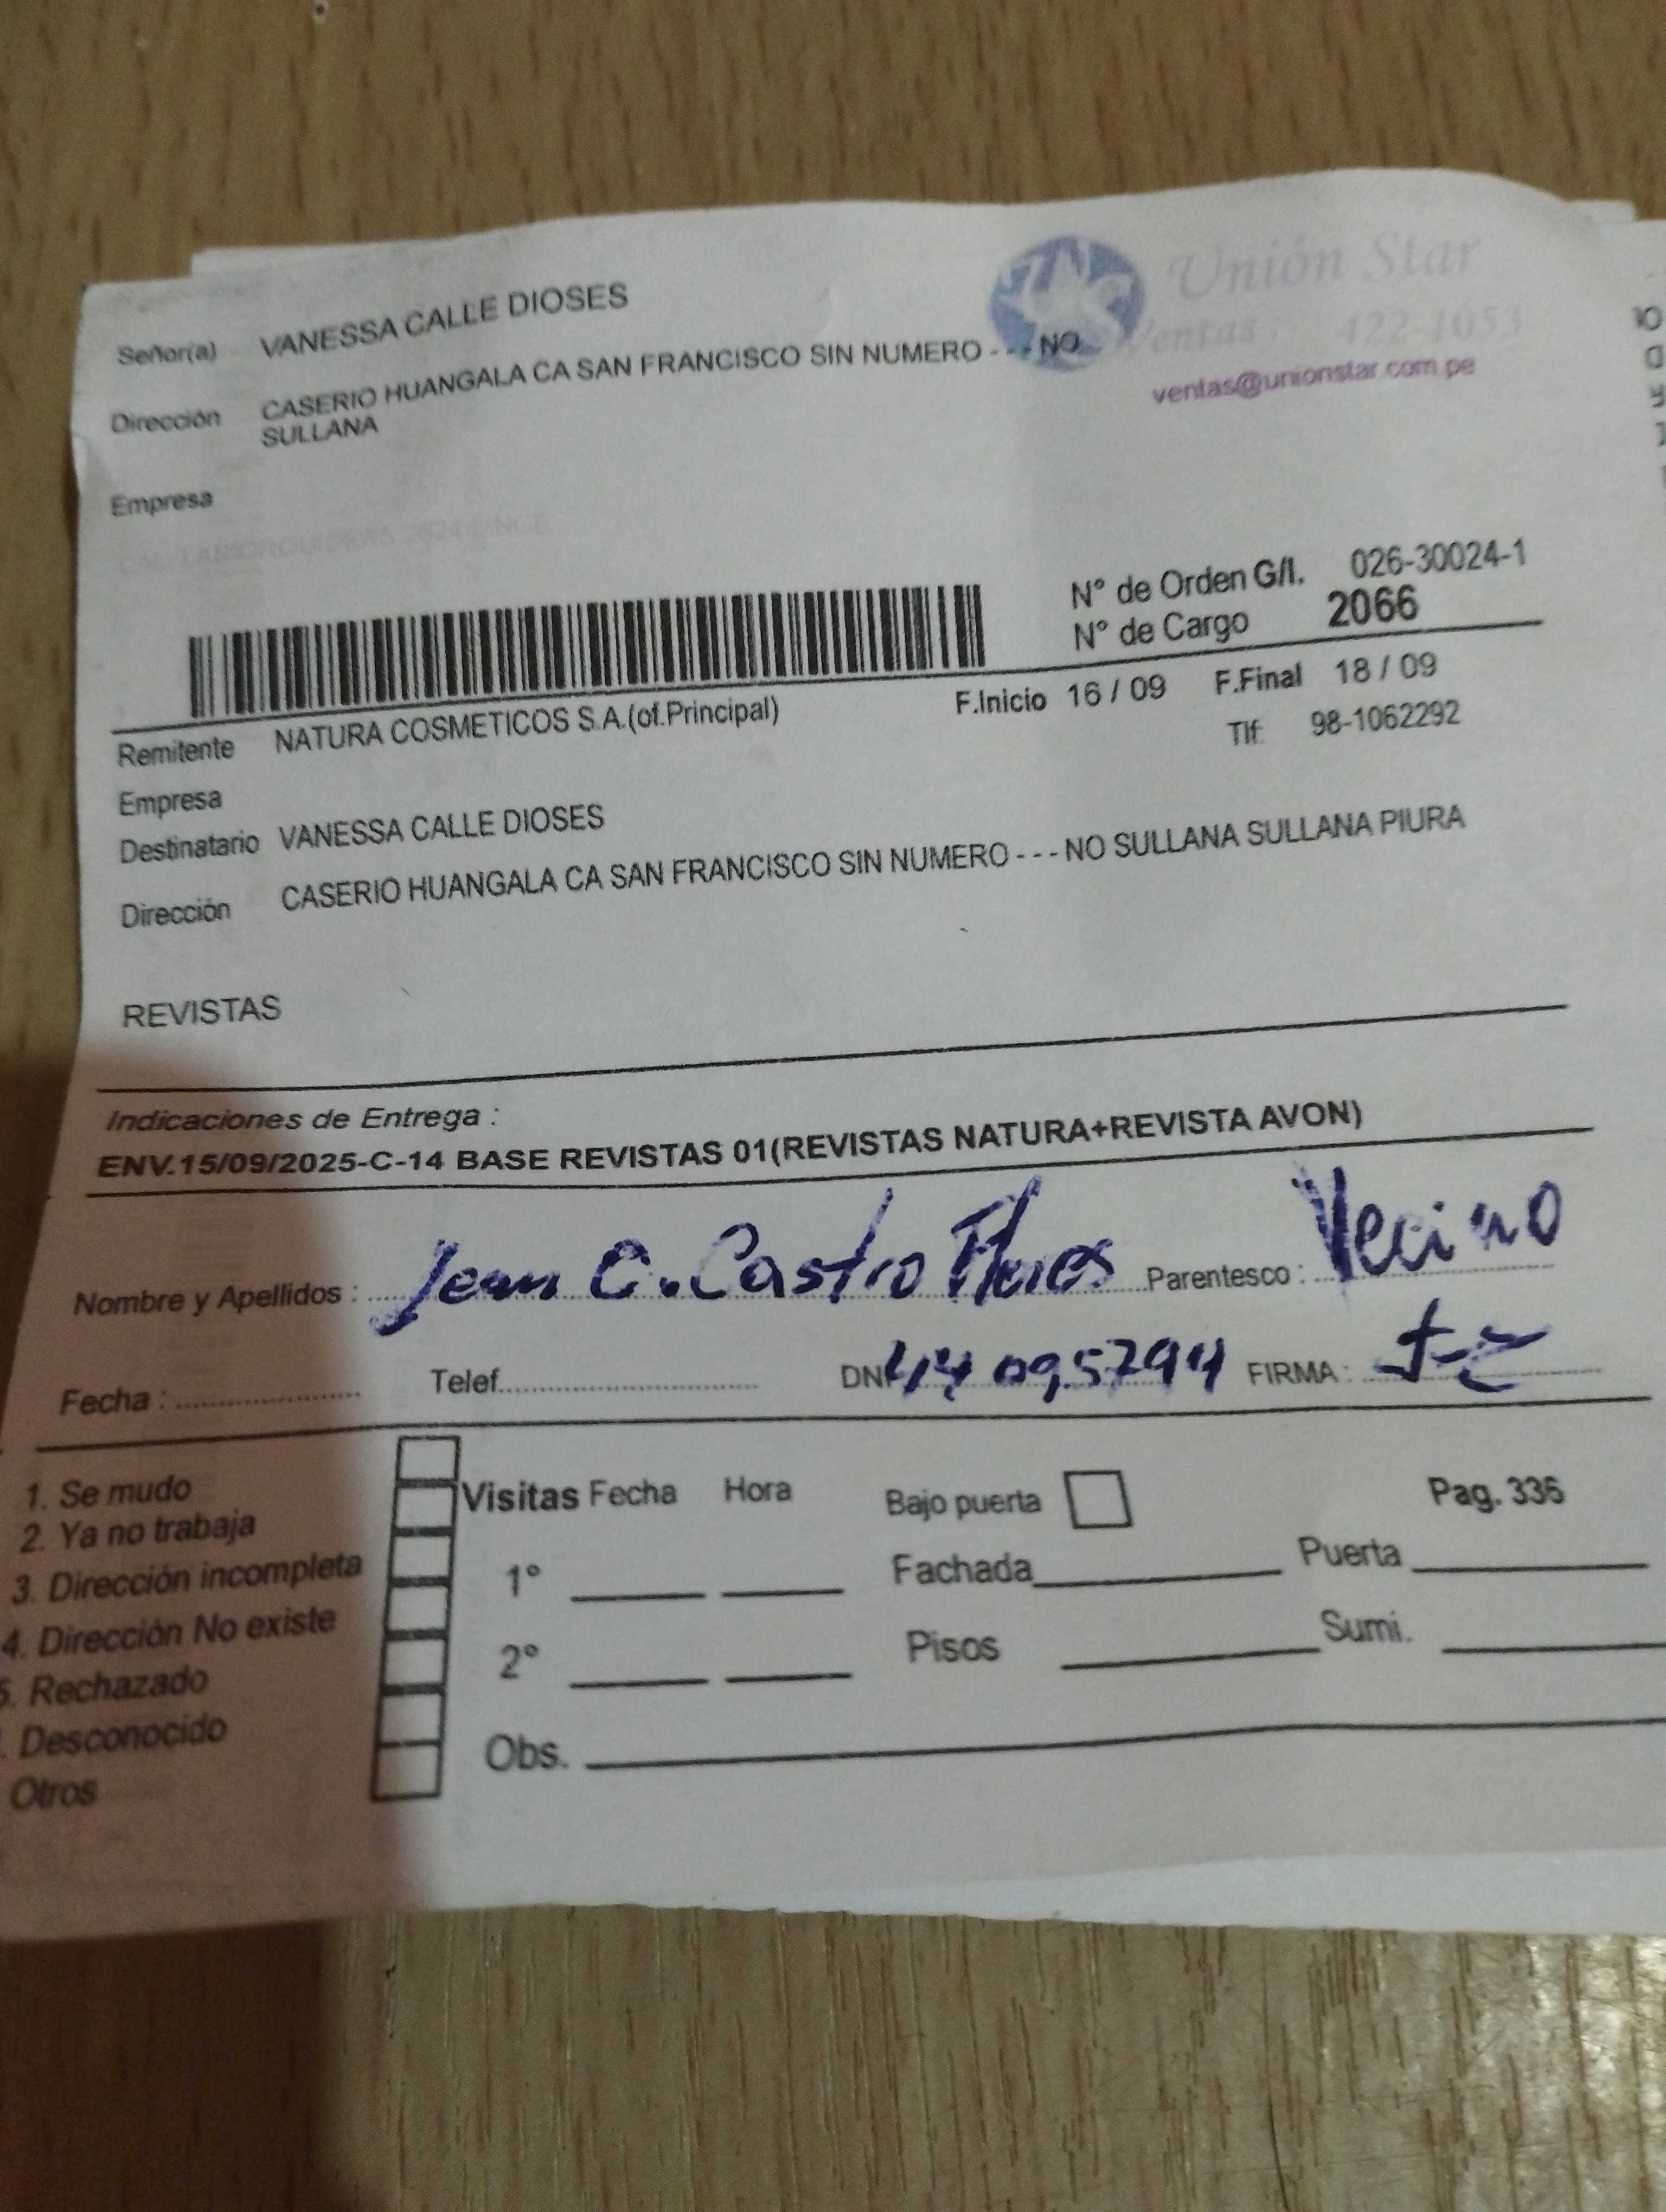 Unión Star
Ventas: 422-1053
ventas@unionstar.com.pe
Señor(a) VANESSA CALLE DIOSES
Dirección CASERIO HUANGALA CA SAN FRANCISCO SIN NUMERO - - - NO
SULLANA
Empresa
N° de Orden G/I. 026-30024-1
N° de Cargo 2066
F.Inicio 16 / 09 F.Final 18 / 09
Remitente NATURA COSMETICOS S.A.(of.Principal) Tlf: 98-1062292
Empresa
Destinatario VANESSA CALLE DIOSES
Dirección CASERIO HUANGALA CA SAN FRANCISCO SIN NUMERO - - - NO SULLANA SULLANA PIURA
REVISTAS
Indicaciones de Entrega :
ENV.15/09/2025-C-14 BASE REVISTAS 01(REVISTAS NATURA+REVISTA AVON)
Nombre y Apellidos : Jean C. Castro Flores Parentesco : Vecino
Fecha : Telef. DNI 44095794 FIRMA :
1. Se mudo
2. Ya no trabaja
3. Dirección incompleta
4. Dirección No existe
5. Rechazado
. Desconocido
Otros
Visitas Fecha Hora Bajo puerta Pag. 336
1° Fachada Puerta
2° Pisos Sumi.
Obs.